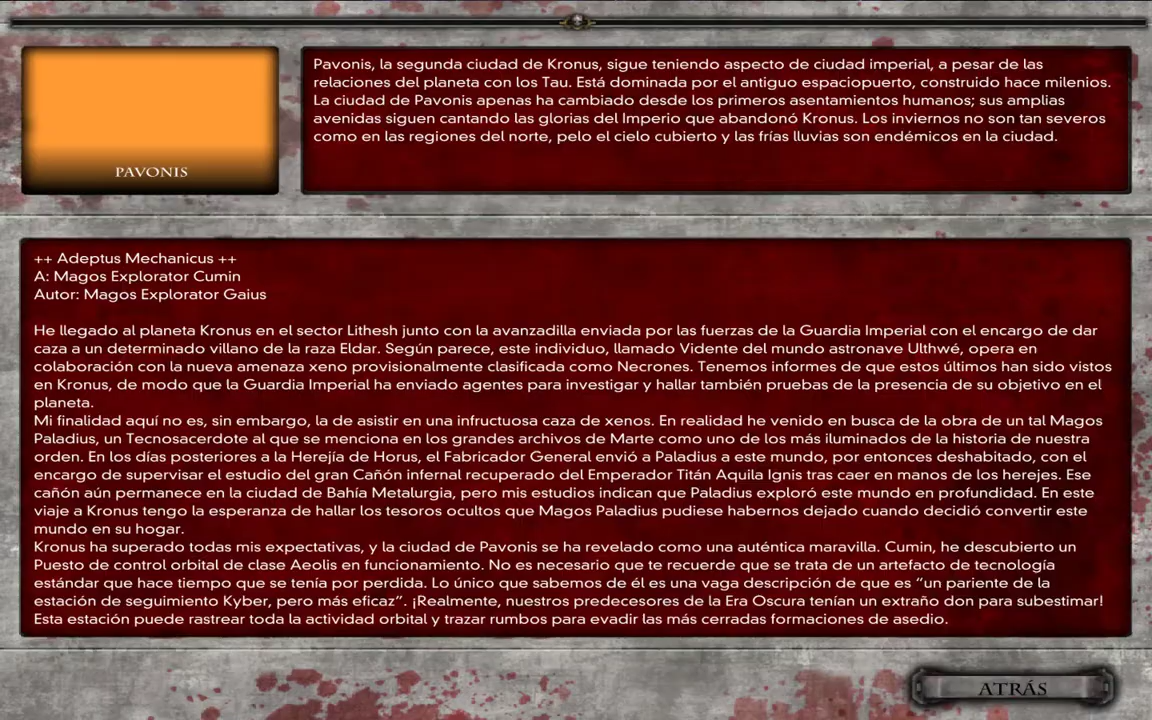 PAVONIS
Pavonis, la segunda ciudad de Kronus, sigue teniendo aspecto de ciudad imperial, a pesar de las
relaciones del planeta con los Tau. Está dominada por el antiguo espaciopuerto, construido hace milenios.
La ciudad de Pavonis apenas ha cambiado desde los primeros asentamientos humanos; sus amplias
avenidas siguen cantando las glorias del Imperio que abandonó Kronus. Los inviernos no son tan severos
como en las regiones del norte, pelo el cielo cubierto y las frías lluvias son endémicos en la ciudad.
++ Adeptus Mechanicus ++
A: Magos Explorator Cumin
Autor: Magos Explorator Gaius
He llegado al planeta Kronus en el sector Lithesh junto con la avanzadilla enviada por las fuerzas de la Guardia Imperial con el encargo de dar
caza a un determinado villano de la raza Eldar. Según parece, este individuo, llamado Vidente del mundo astronave Ulthwé, opera en
colaboración con la nueva amenaza xeno provisionalmente clasificada como Necrones. Tenemos informes de que estos últimos han sido vistos
en Kronus, de modo que la Guardia Imperial ha enviado agentes para investigar y hallar también pruebas de la presencia de su objetivo en el
planeta.
Mi finalidad aquí no es, sin embargo, la de asistir en una infructuosa caza de xenos. En realidad he venido en busca de la obra de un tal Magos
Paladius, un Tecnosacerdote al que se menciona en los grandes archivos de Marte como uno de los más iluminados de la historia de nuestra
orden. En los días posteriores a la Herejía de Horus, el Fabricador General envió a Paladius a este mundo, por entonces deshabitado, con el
encargo de supervisar el estudio del gran Cañón infernal recuperado del Emperador Titán Aquila Ignis tras caer en manos de los herejes. Ese
cañón aún permanece en la ciudad de Bahía Metalurgia, pero mis estudios indican que Paladius exploró este mundo en profundidad. En este
viaje a Kronus tengo la esperanza de hallar los tesoros ocultos que Magos Paladius pudiese habernos dejado cuando decidió convertir este
mundo en su hogar.
Kronus ha superado todas mis expectativas, y la ciudad de Pavonis se ha revelado como una auténtica maravilla. Cumin, he descubierto un
Puesto de control orbital de clase Aeolis en funcionamiento. No es necesario que te recuerde que se trata de un artefacto de tecnología
estándar que hace tiempo que se tenía por perdida. Lo único que sabemos de él es una vaga descripción de que es “un pariente de la
estación de seguimiento Kyber, pero más eficaz”. ¡Realmente, nuestros predecesores de la Era Oscura tenían un extraño don para subestimar!
Esta estación puede rastrear toda la actividad orbital y trazar rumbos para evadir las más cerradas formaciones de asedio.
ATRÁS